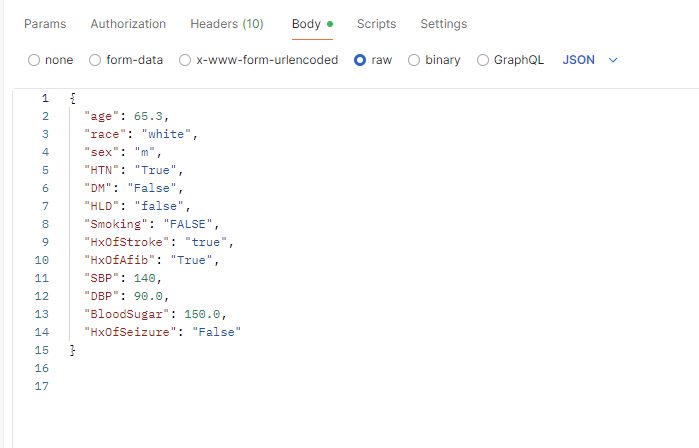 Params Authorization Headers (10) Body Scripts Settings
none form-data x-www-form-urlencoded raw binary GraphQL JSON
1 {
2 "age": 65.3,
3 "race": "white",
4 "sex": "m",
5 "HTN": "True",
6 "DM": "False",
7 "HLD": "false",
8 "Smoking": "FALSE",
9 "HxOfStroke": "true",
10 "HxOfAfib": "True",
11 "SBP": 140,
12 "DBP": 90.0,
13 "BloodSugar": 150.0,
14 "HxOfSeizure": "False"
15 }
16
17